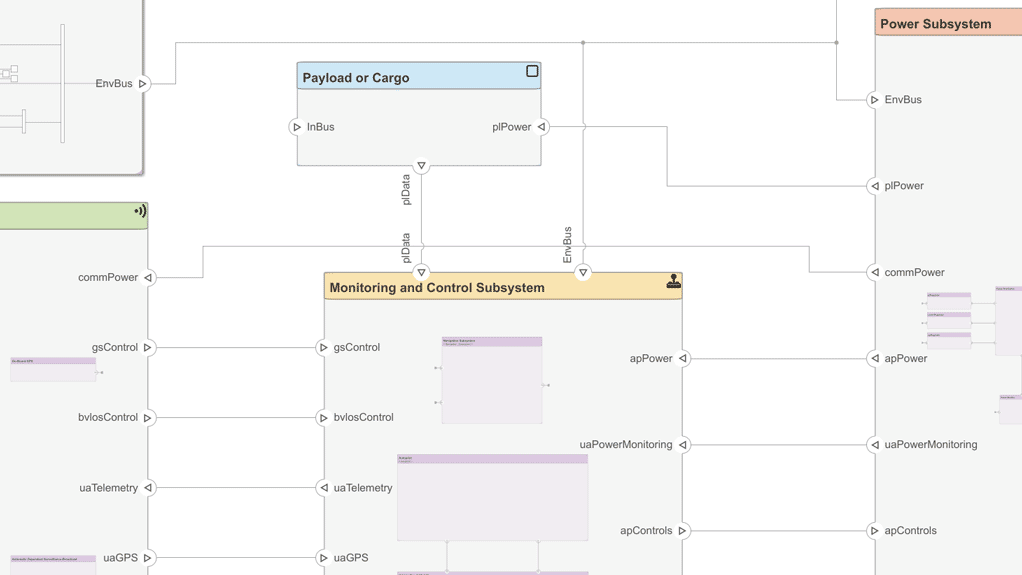 Power Subsystem
EnvBus
Payload or Cargo
EnvBus
InBus
plPower
plData
plPower
plData
EnvBus
commPower
commPower
Monitoring and Control Subsystem
gsControl
gsControl
apPower
apPower
bvlosControl
bvlosControl
uaPowerMonitoring
uaPowerMonitoring
uaTelemetry
uaTelemetry
apControls
apControls
uaGPS
uaGPS